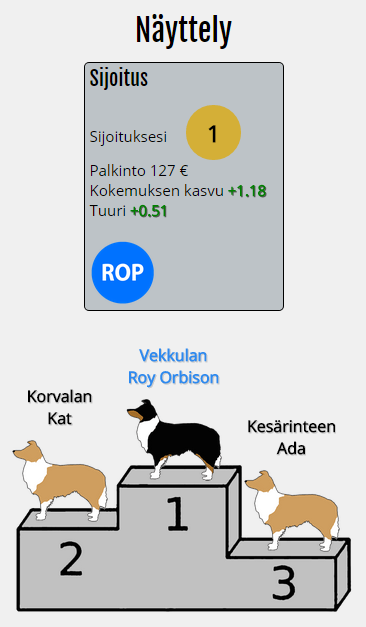 Näyttely
Sijoitus
Sijoituksesi 1
Palkinto 127 €
Kokemuksen kasvu +1.18
Tuuri +0.51
ROP
Vekkulan
Roy Orbison
Korvalan
Kat
Kesärinteen
Ada
1
2
3